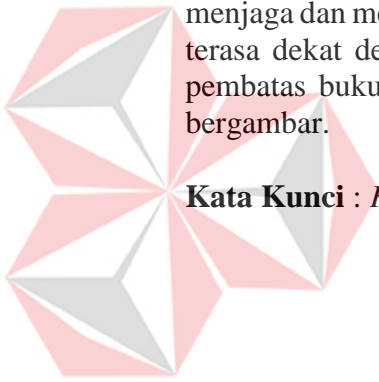 menjaga dan me
terasa dekat de
pembatas buku
bergambar.
Kata Kunci :